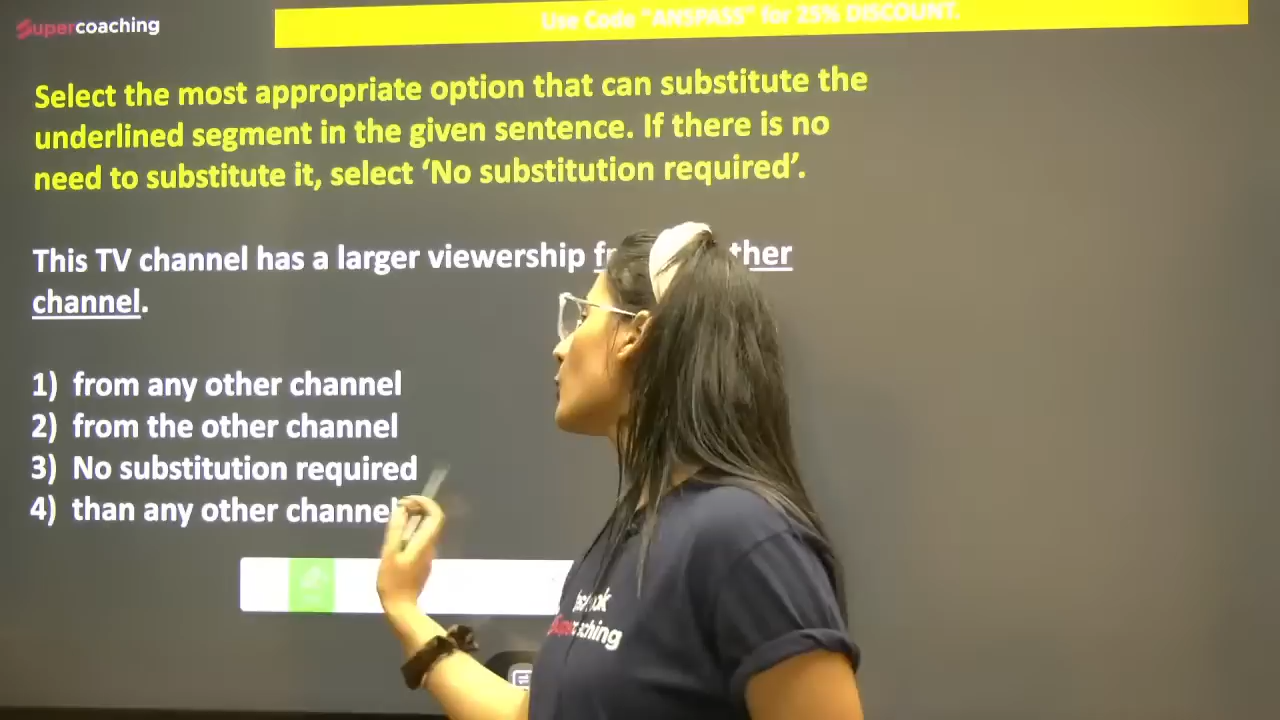 Supercoaching
Use Code "ANSPASS" for 25% DISCOUNT.
Select the most appropriate option that can substitute the
underlined segment in the given sentence. If there is no
need to substitute it, select ‘No substitution required’.
This TV channel has a larger viewership
channel.
1) from any other channel
2) from the other channel
3) No substitution required
4) than any other channel